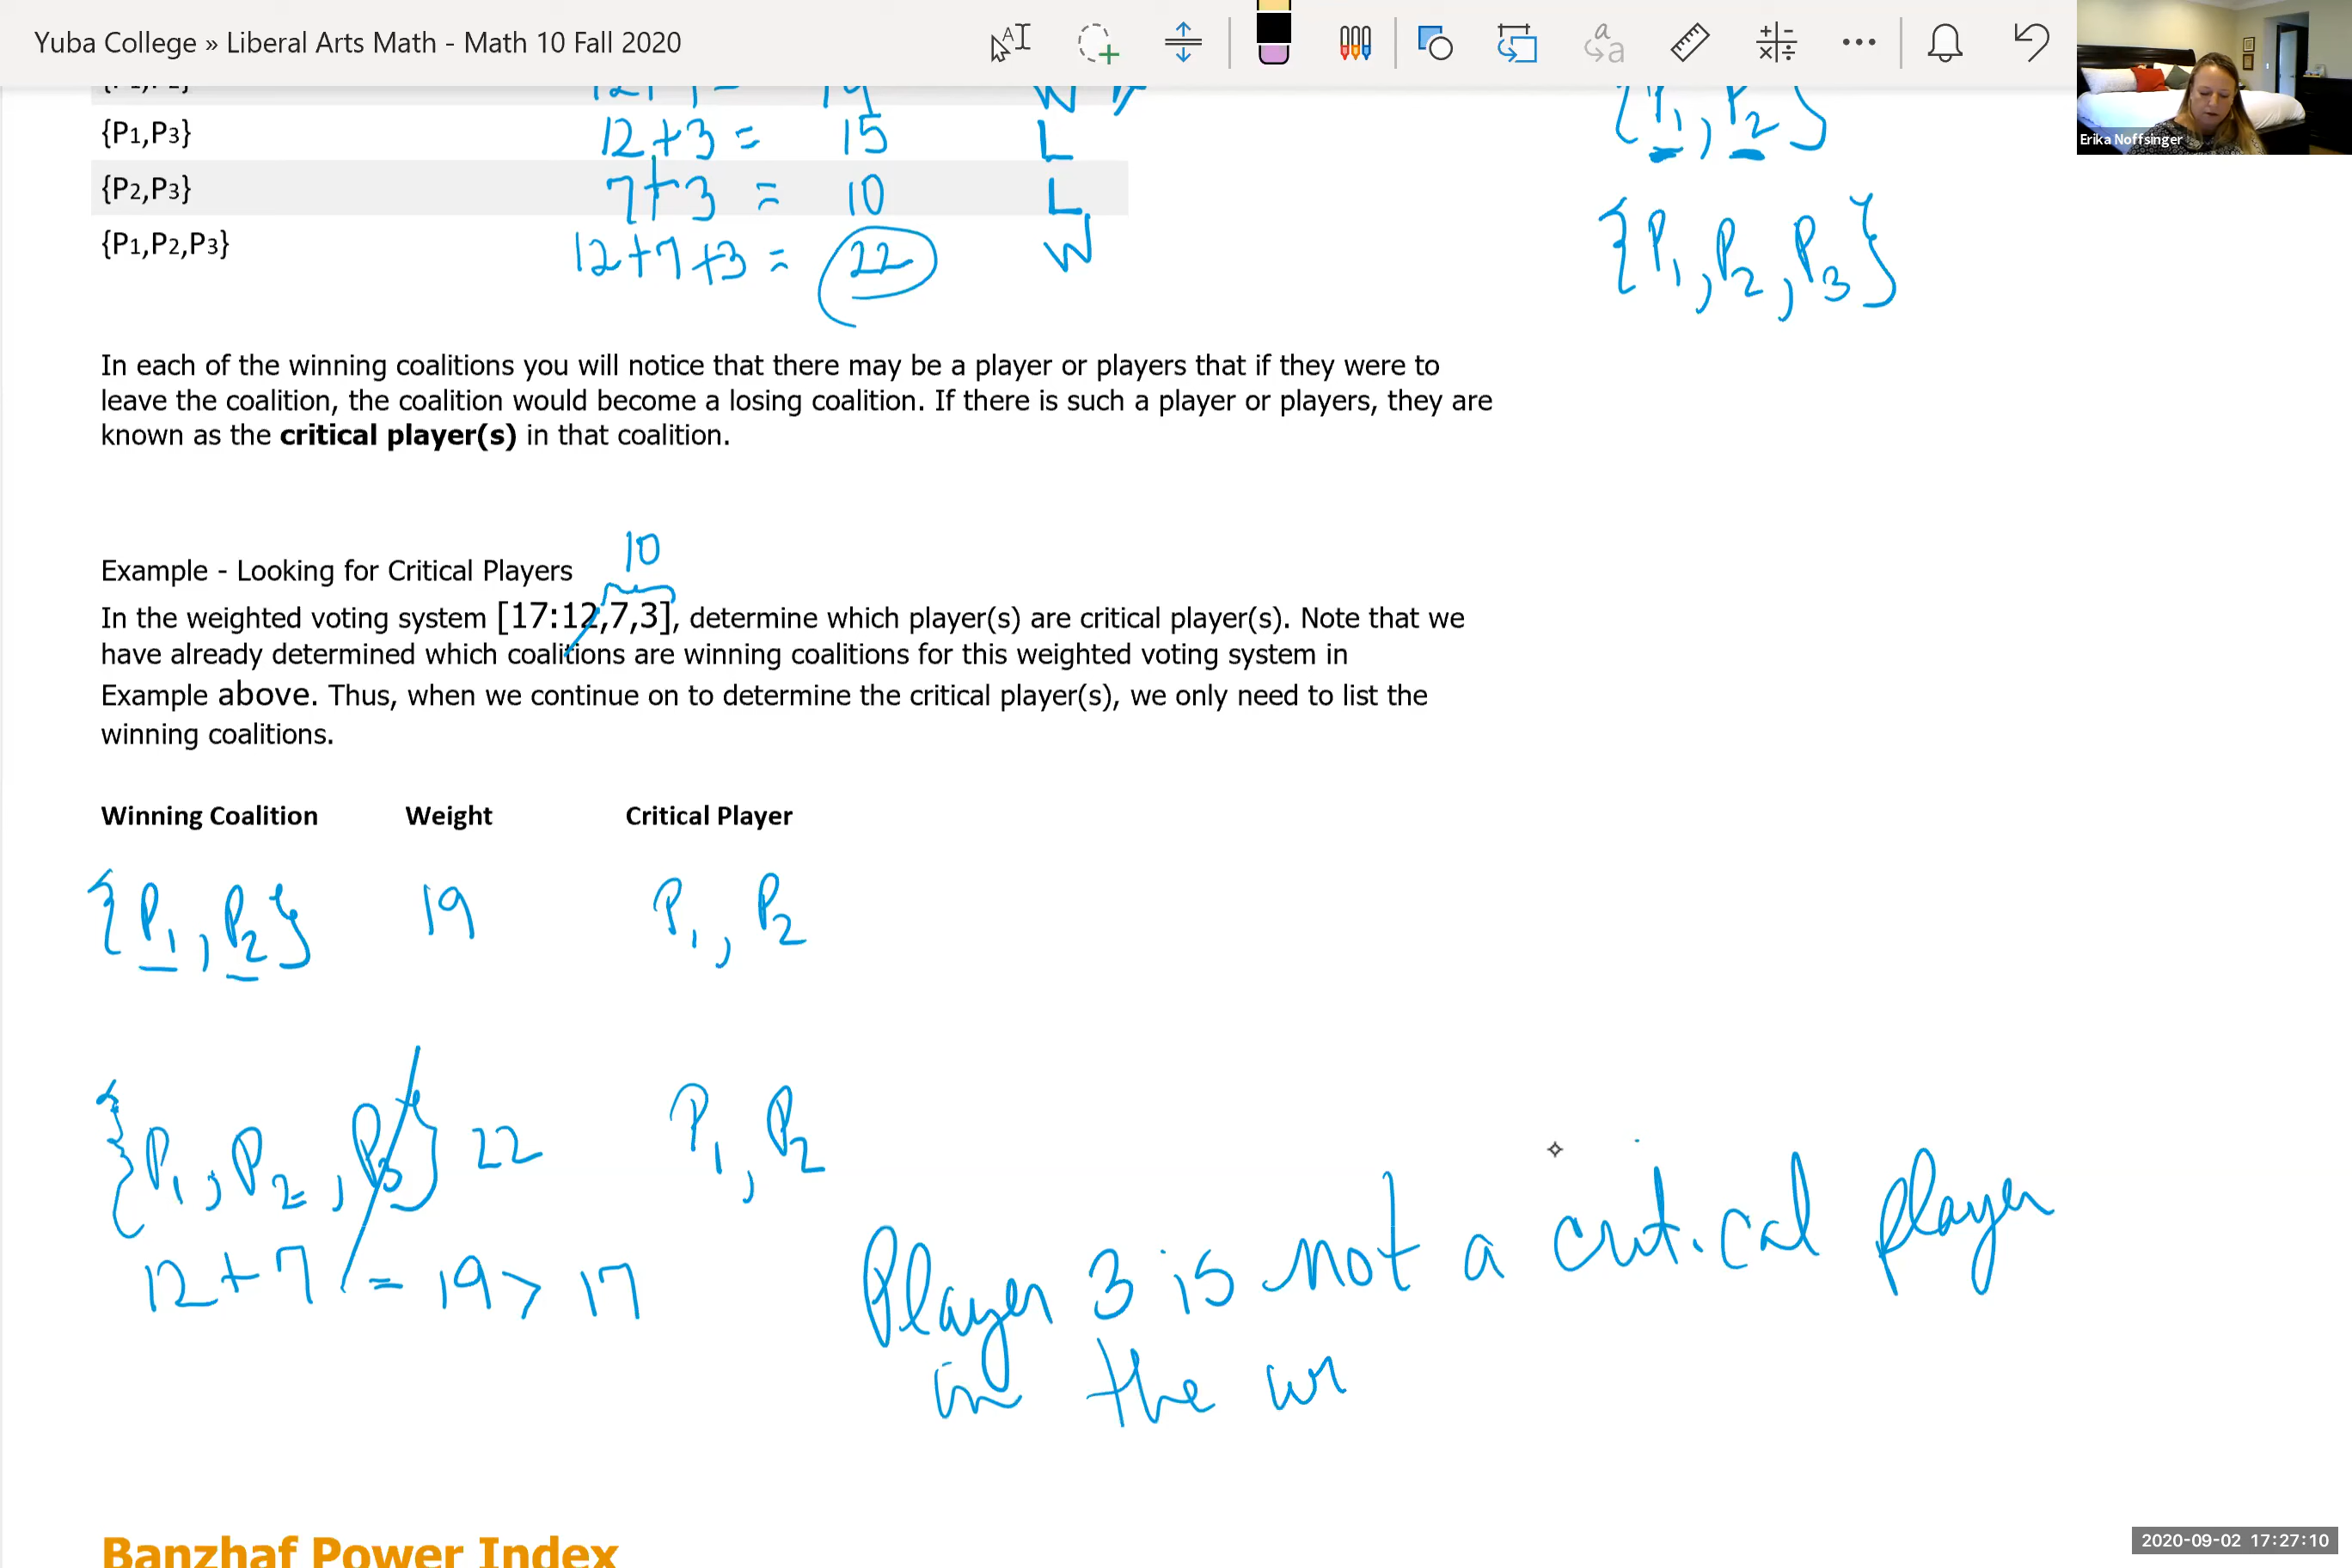 Yuba College » Liberal Arts Math - Math 10 Fall 2020
Erika Noffsinger
{P1,P3} 12+3 = 15 L
{P2,P3} 7+3 = 10 L
{P1,P2,P3} 12+7+3 = 22 W
{P1, P2}
{P1, P2, P3}
In each of the winning coalitions you will notice that there may be a player or players that if they were to
leave the coalition, the coalition would become a losing coalition. If there is such a player or players, they are
known as the critical player(s) in that coalition.
10
Example - Looking for Critical Players
In the weighted voting system [17:12,7,3], determine which player(s) are critical player(s). Note that we
have already determined which coalitions are winning coalitions for this weighted voting system in
Example above. Thus, when we continue on to determine the critical player(s), we only need to list the
winning coalitions.
Winning Coalition Weight Critical Player
{P1, P2} 19 P1, P2
{P1, P2, P3} 22 P1, P2
12+7 = 19 > 17
Player 3 is not a critical player
in the
Banzhaf Power Index
2020-09-02 17:27:10